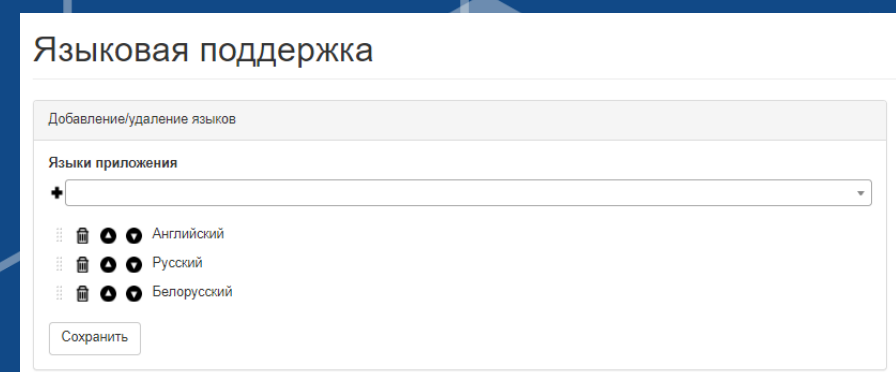 Языковая поддержка
Добавление/удаление языков
Языки приложения
Английский
Русский
Белорусский
Сохранить